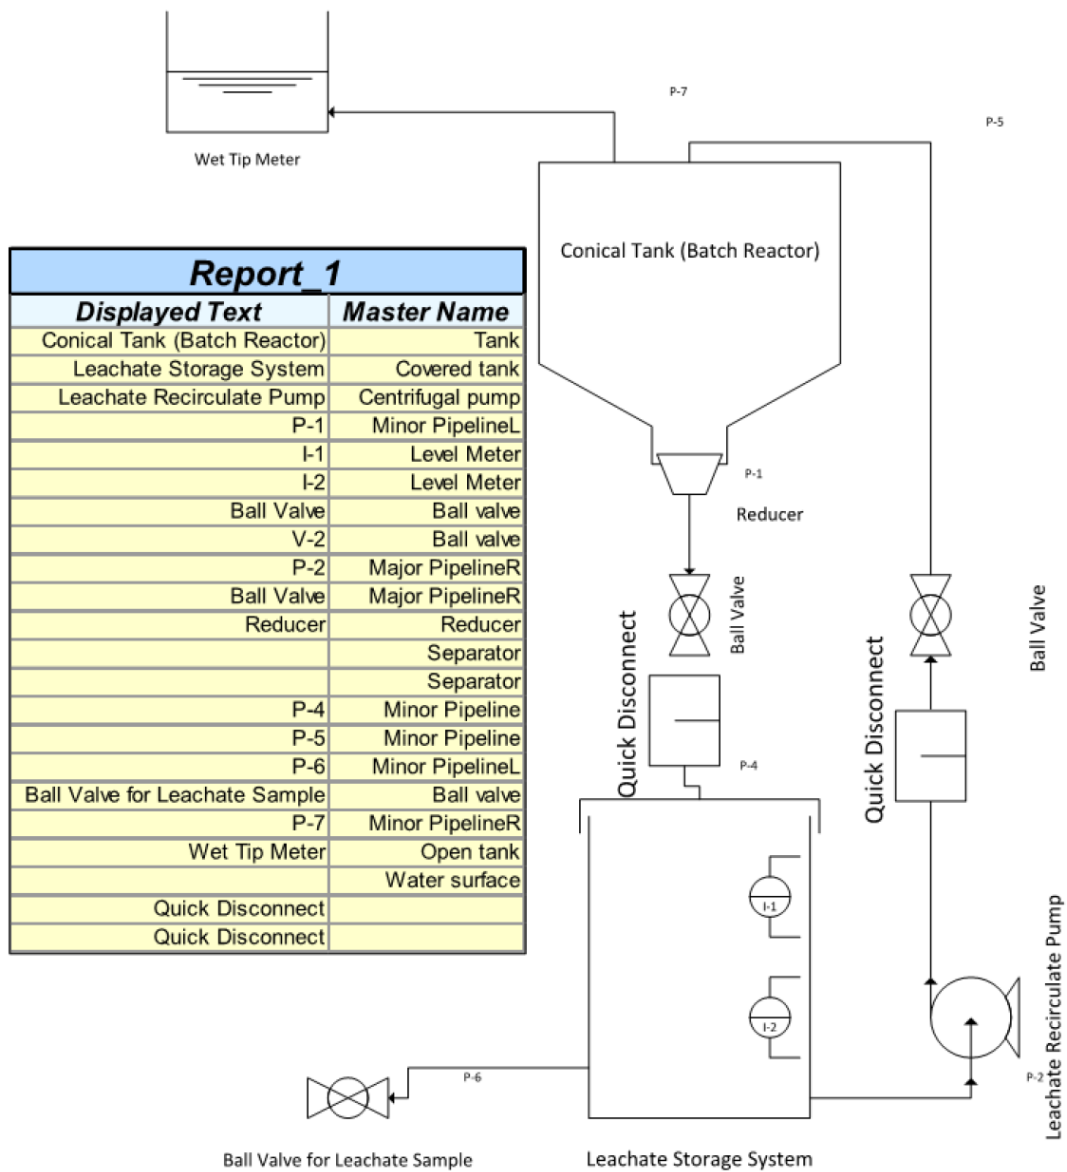 P-7
P-5
Wet Tip Meter
Conical Tank (Batch Reactor)
Report_1
Displayed Text Master Name
Conical Tank (Batch Reactor) Tank
Leachate Storage System Covered tank
Leachate Recirculate Pump Centrifugal pump
P-1 Minor PipelineL
I-1 Level Meter
I-2 Level Meter
Ball Valve Ball valve
V-2 Ball valve
P-2 Major PipelineR
Ball Valve Major PipelineR
Reducer Reducer
Separator
Separator
P-4 Minor Pipeline
P-5 Minor Pipeline
P-6 Minor PipelineL
Ball Valve for Leachate Sample Ball valve
P-7 Minor PipelineR
Wet Tip Meter Open tank
Water surface
Quick Disconnect
Quick Disconnect
P-1
Reducer
Ball Valve
Quick Disconnect
Ball Valve
Quick Disconnect
P-4
I-1
I-2
Leachate Recirculate Pump
P-2
P-6
Ball Valve for Leachate Sample
Leachate Storage System